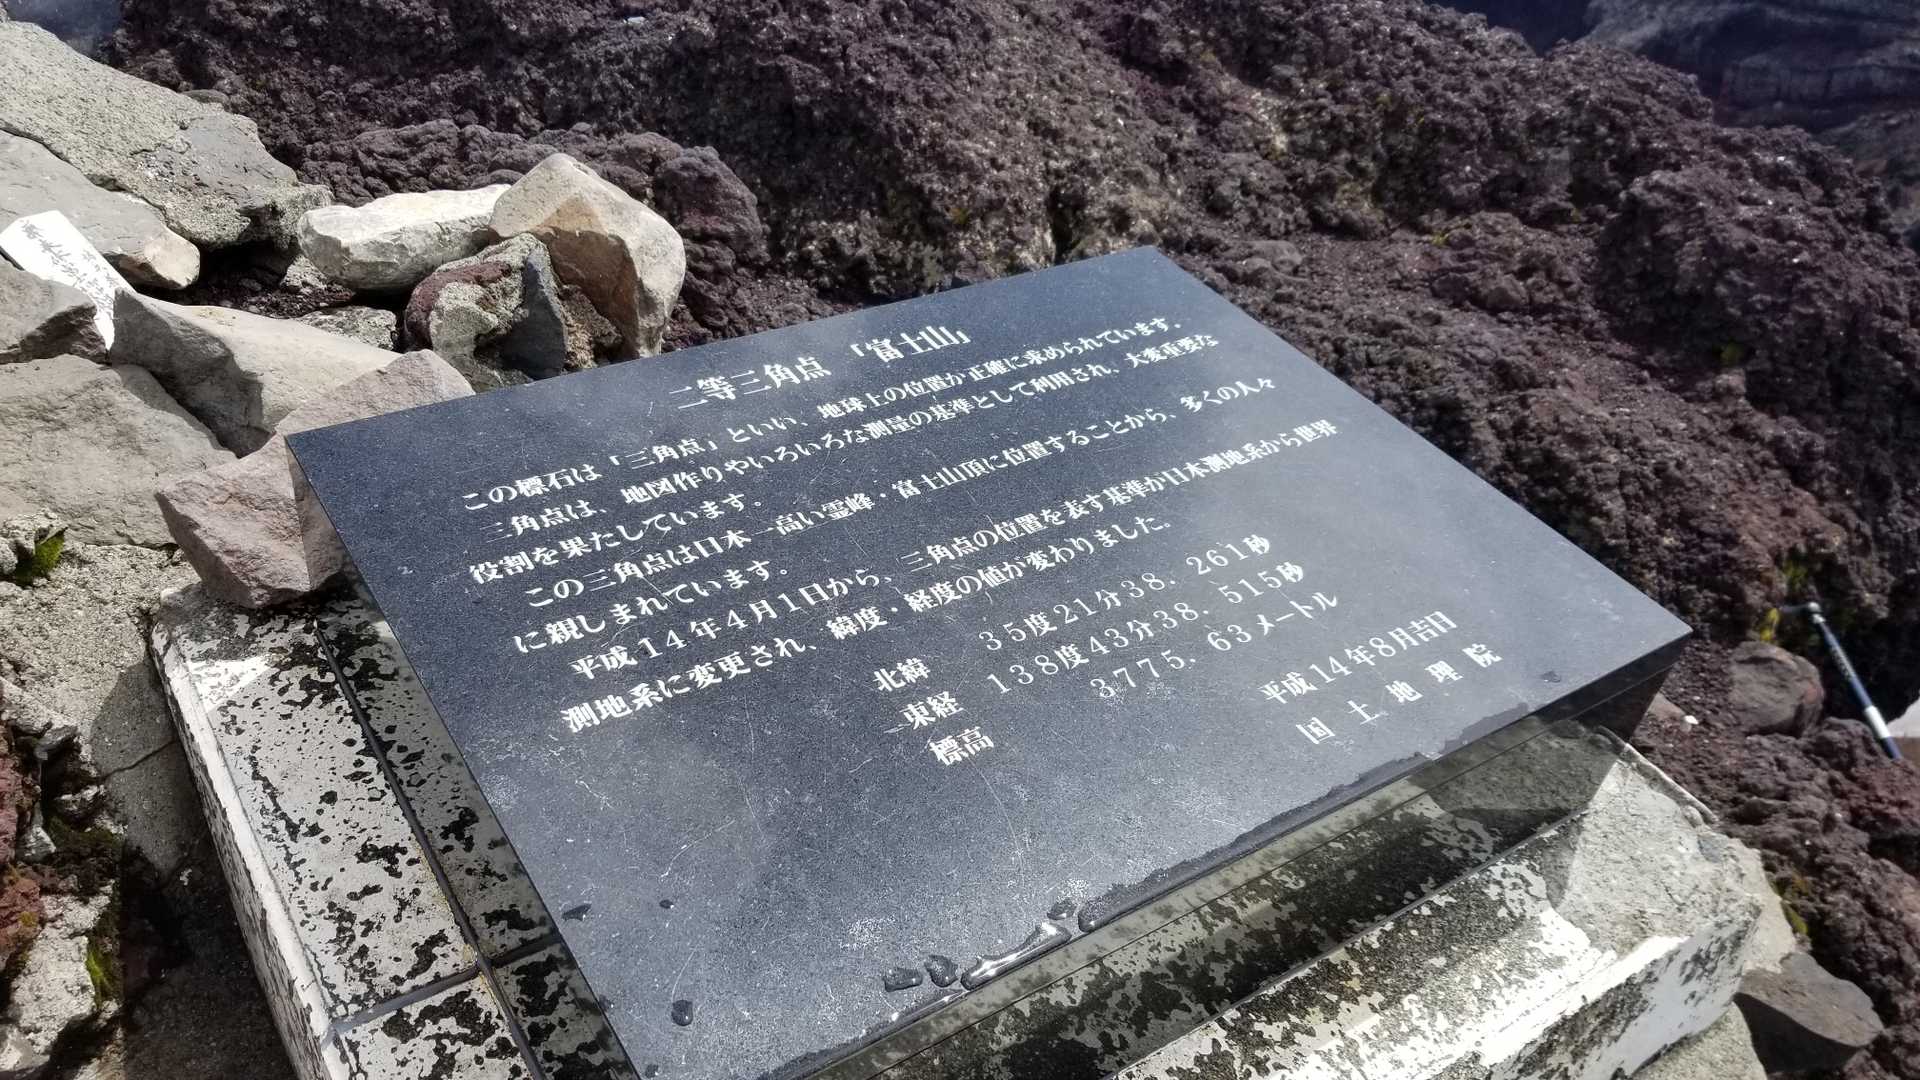 二等三角点 「富士山」
この標石は「三角点」といい、地球上の位置が正確に求められています。
三角点は、地図作りやいろいろな測量の基準として利用され、大変重要な
役割を果たしています。
この三角点は日本一高い霊峰・富士山頂に位置することから、多くの人々
に親しまれています。
平成14年4月1日から、三角点の位置を表す基準が日本測地系から世界
測地系に変更され、緯度・経度の値が変わりました。
北緯 35度21分38.261秒
東経 138度43分38.515秒
標高 3775.63メートル
平成14年8月吉日
国土地理院